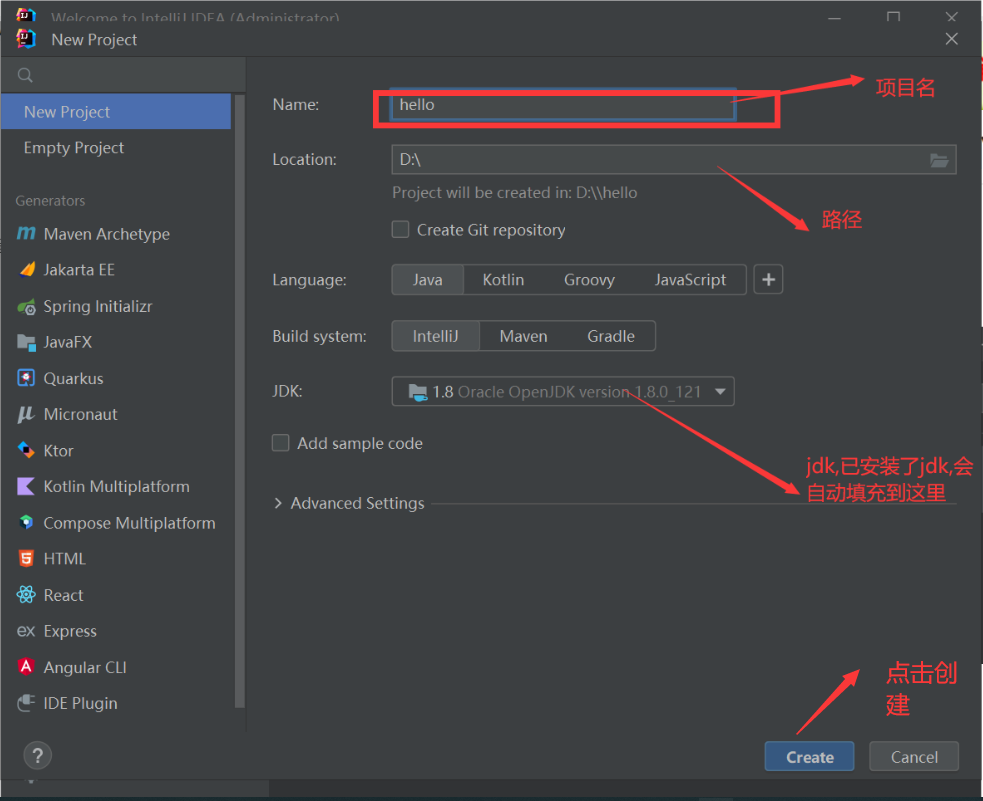 Welcome to IntelliJ IDEA (Administrator)
New Project
New Project
Empty Project
Generators
Maven Archetype
Jakarta EE
Spring Initializr
JavaFX
Quarkus
Micronaut
Ktor
Kotlin Multiplatform
Compose Multiplatform
HTML
React
Express
Angular CLI
IDE Plugin
?
Name: hello
项目名
Location: D:\
Project will be created in: D:\\hello
路径
Create Git repository
Language: Java Kotlin Groovy JavaScript +
Build system: IntelliJ Maven Gradle
JDK: 1.8 Oracle OpenJDK version 1.8.0_121
Add sample code
jdk,已安装了jdk,会
自动填充到这里
Advanced Settings
点击创
建
Create Cancel